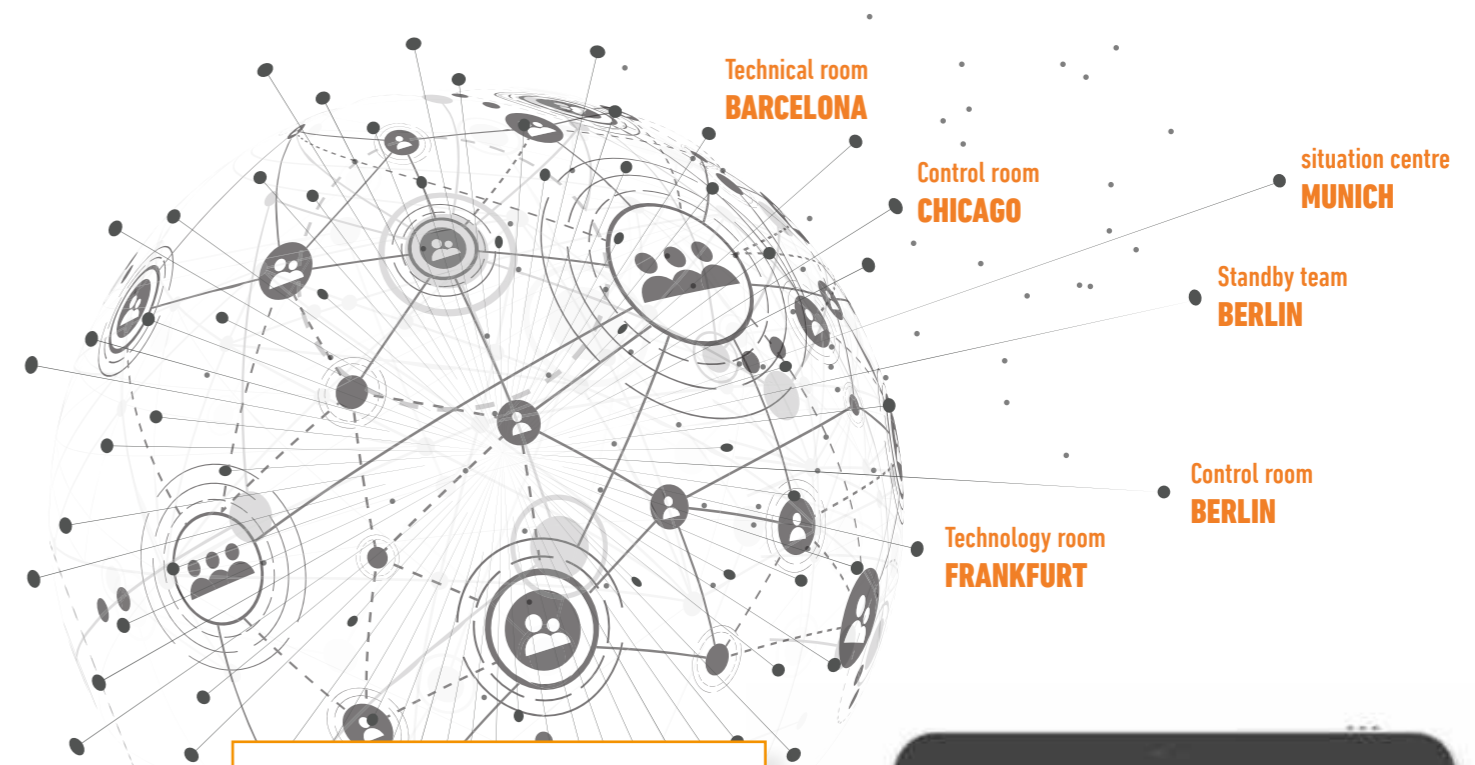 Technical room
BARCELONA
Control room
CHICAGO
situation centre
MUNICH
Standby team
BERLIN
Control room
BERLIN
Technology room
FRANKFURT